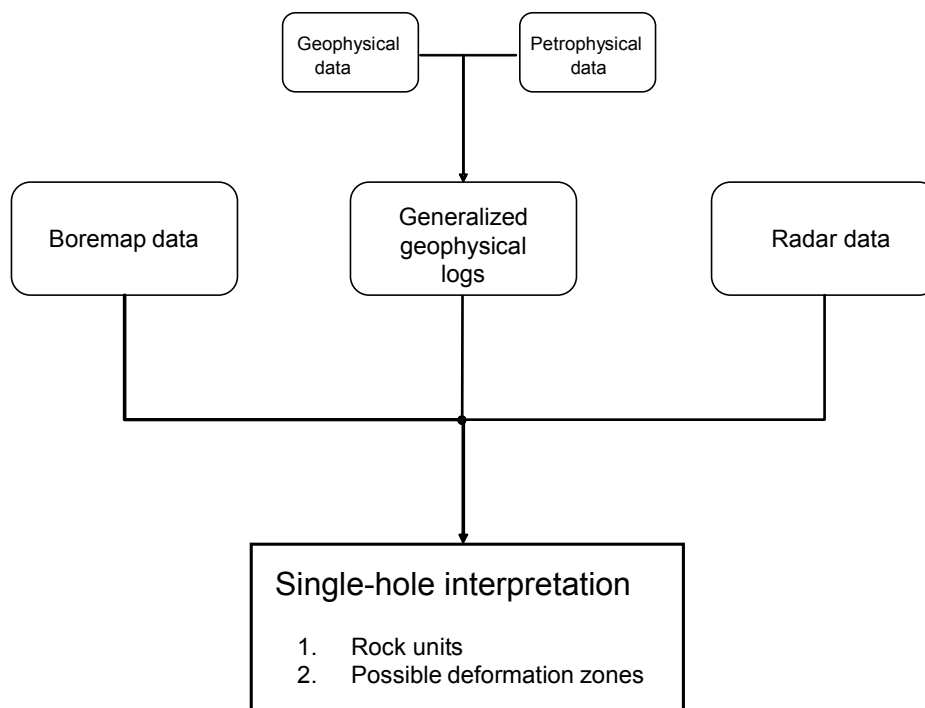 Geophysical
data
Petrophysical
data
Boremap data
Generalized
geophysical
logs
Radar data
Single-hole interpretation
1. Rock units
2. Possible deformation zones